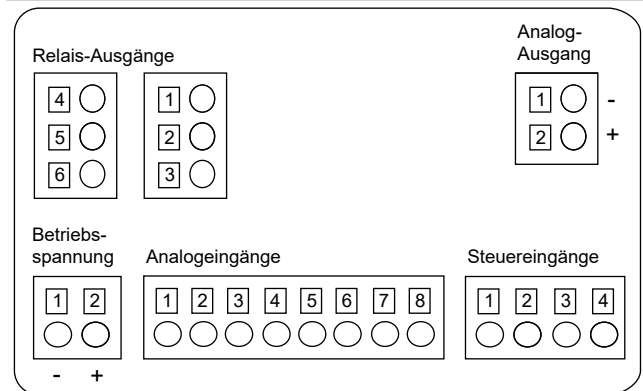 Relais-Ausgänge
Analog-
Ausgang
4
1
1
-
5
2
2
+
6
3
Betriebs-
spannung
Analogeingänge
Steuereingänge
1 2
1 2 3 4 5 6 7 8
1 2 3 4
- +